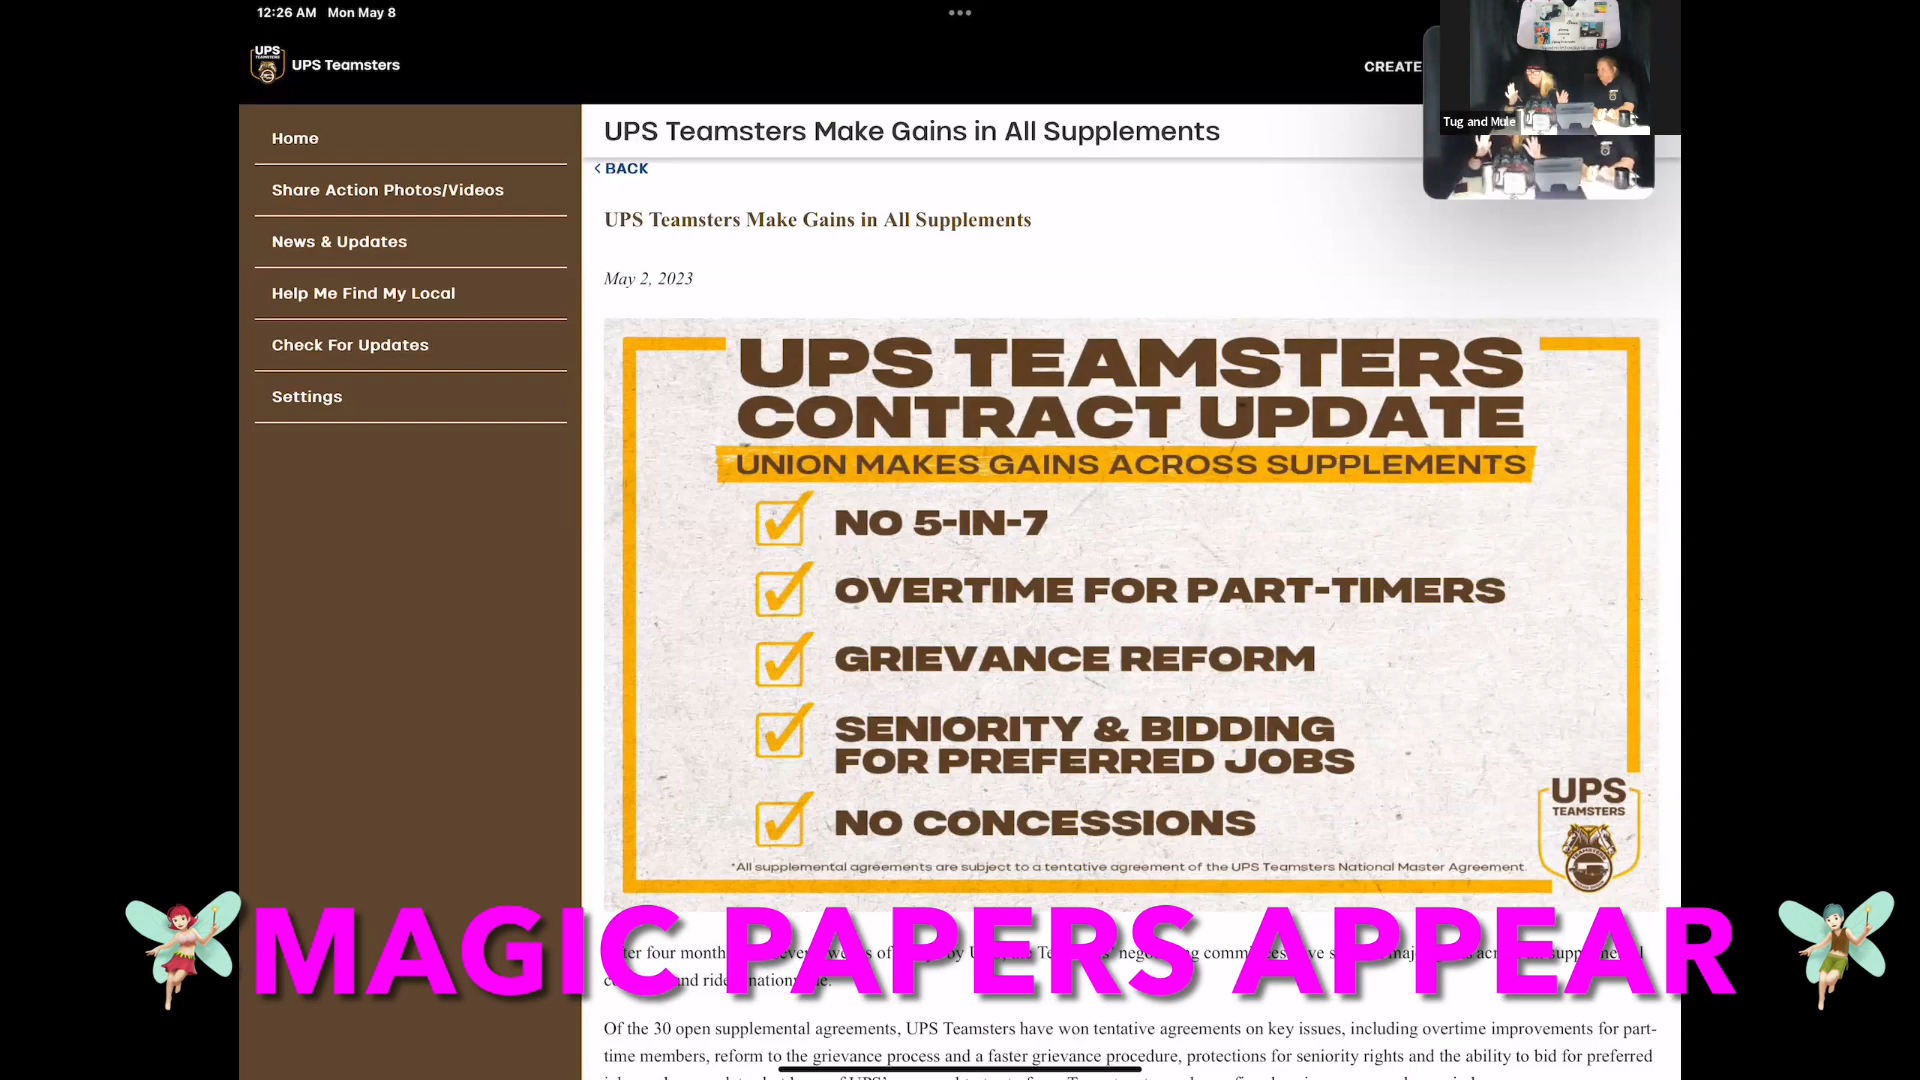 12:26 AM Mon May 8
UPS Teamsters
CREATE
Tug and Mule
Home
Share Action Photos/Videos
News & Updates
Help Me Find My Local
Check For Updates
Settings
UPS Teamsters Make Gains in All Supplements
< BACK
UPS Teamsters Make Gains in All Supplements
May 2, 2023
UPS TEAMSTERS
CONTRACT UPDATE
UNION MAKES GAINS ACROSS SUPPLEMENTS
NO 5-IN-7
OVERTIME FOR PART-TIMERS
GRIEVANCE REFORM
SENIORITY & BIDDING
FOR PREFERRED JOBS
NO CONCESSIONS
*All supplemental agreements are subject to a tentative agreement of the UPS Teamsters National Master Agreement.
UPS
TEAMSTERS
MAGIC PAPERS APPEAR
four
of by
nationwide.
Of the 30 open supplemental agreements, UPS Teamsters have won tentative agreements on key issues, including overtime improvements for part-
time members, reform to the grievance process and a faster grievance procedure, protections for seniority rights and the ability to bid for preferred